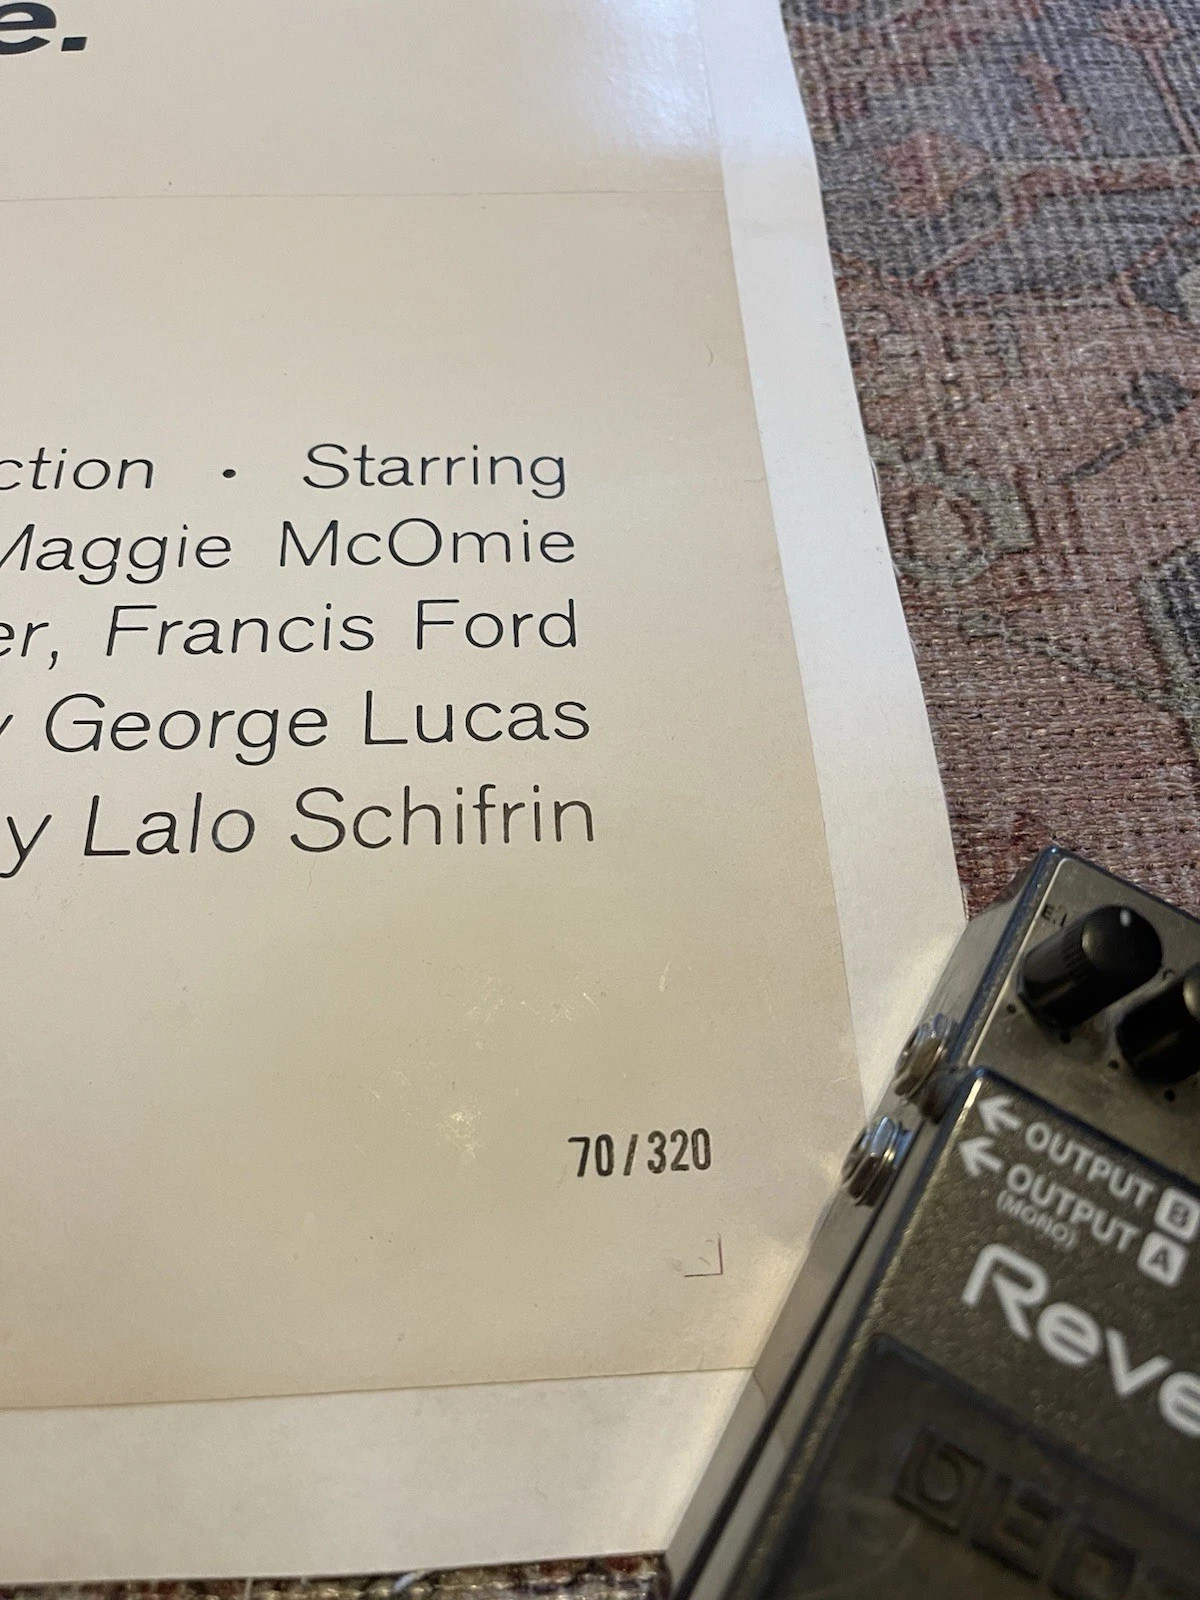 e.
ction · Starring
Maggie McOmie
er, Francis Ford
y George Lucas
y Lalo Schifrin
70/320
E.L
← OUTPUT B
← OUTPUT A
(MONO)
Reve